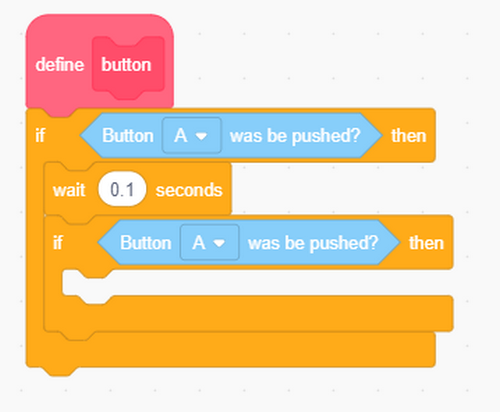 define button
if Button A was be pushed? then
wait 0.1 seconds
if Button A was be pushed? then